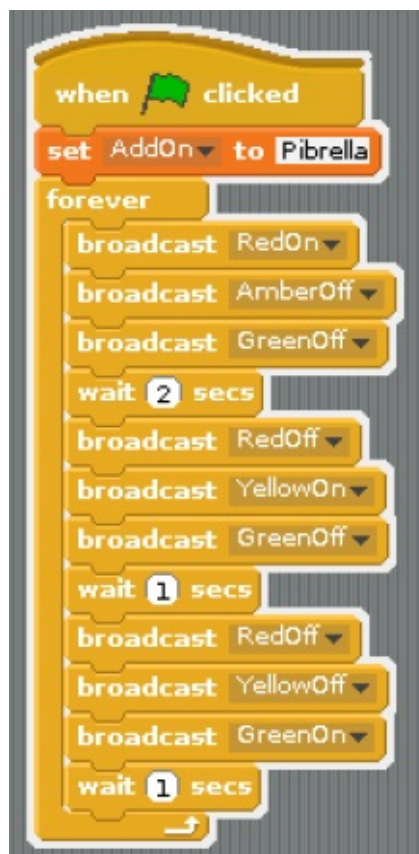 when clicked
set AddOn to Pibrella
forever
broadcast RedOn
broadcast AmberOff
broadcast GreenOff
wait 2 secs
broadcast RedOff
broadcast YellowOn
broadcast GreenOff
wait 1 secs
broadcast RedOff
broadcast YellowOff
broadcast GreenOn
wait 1 secs